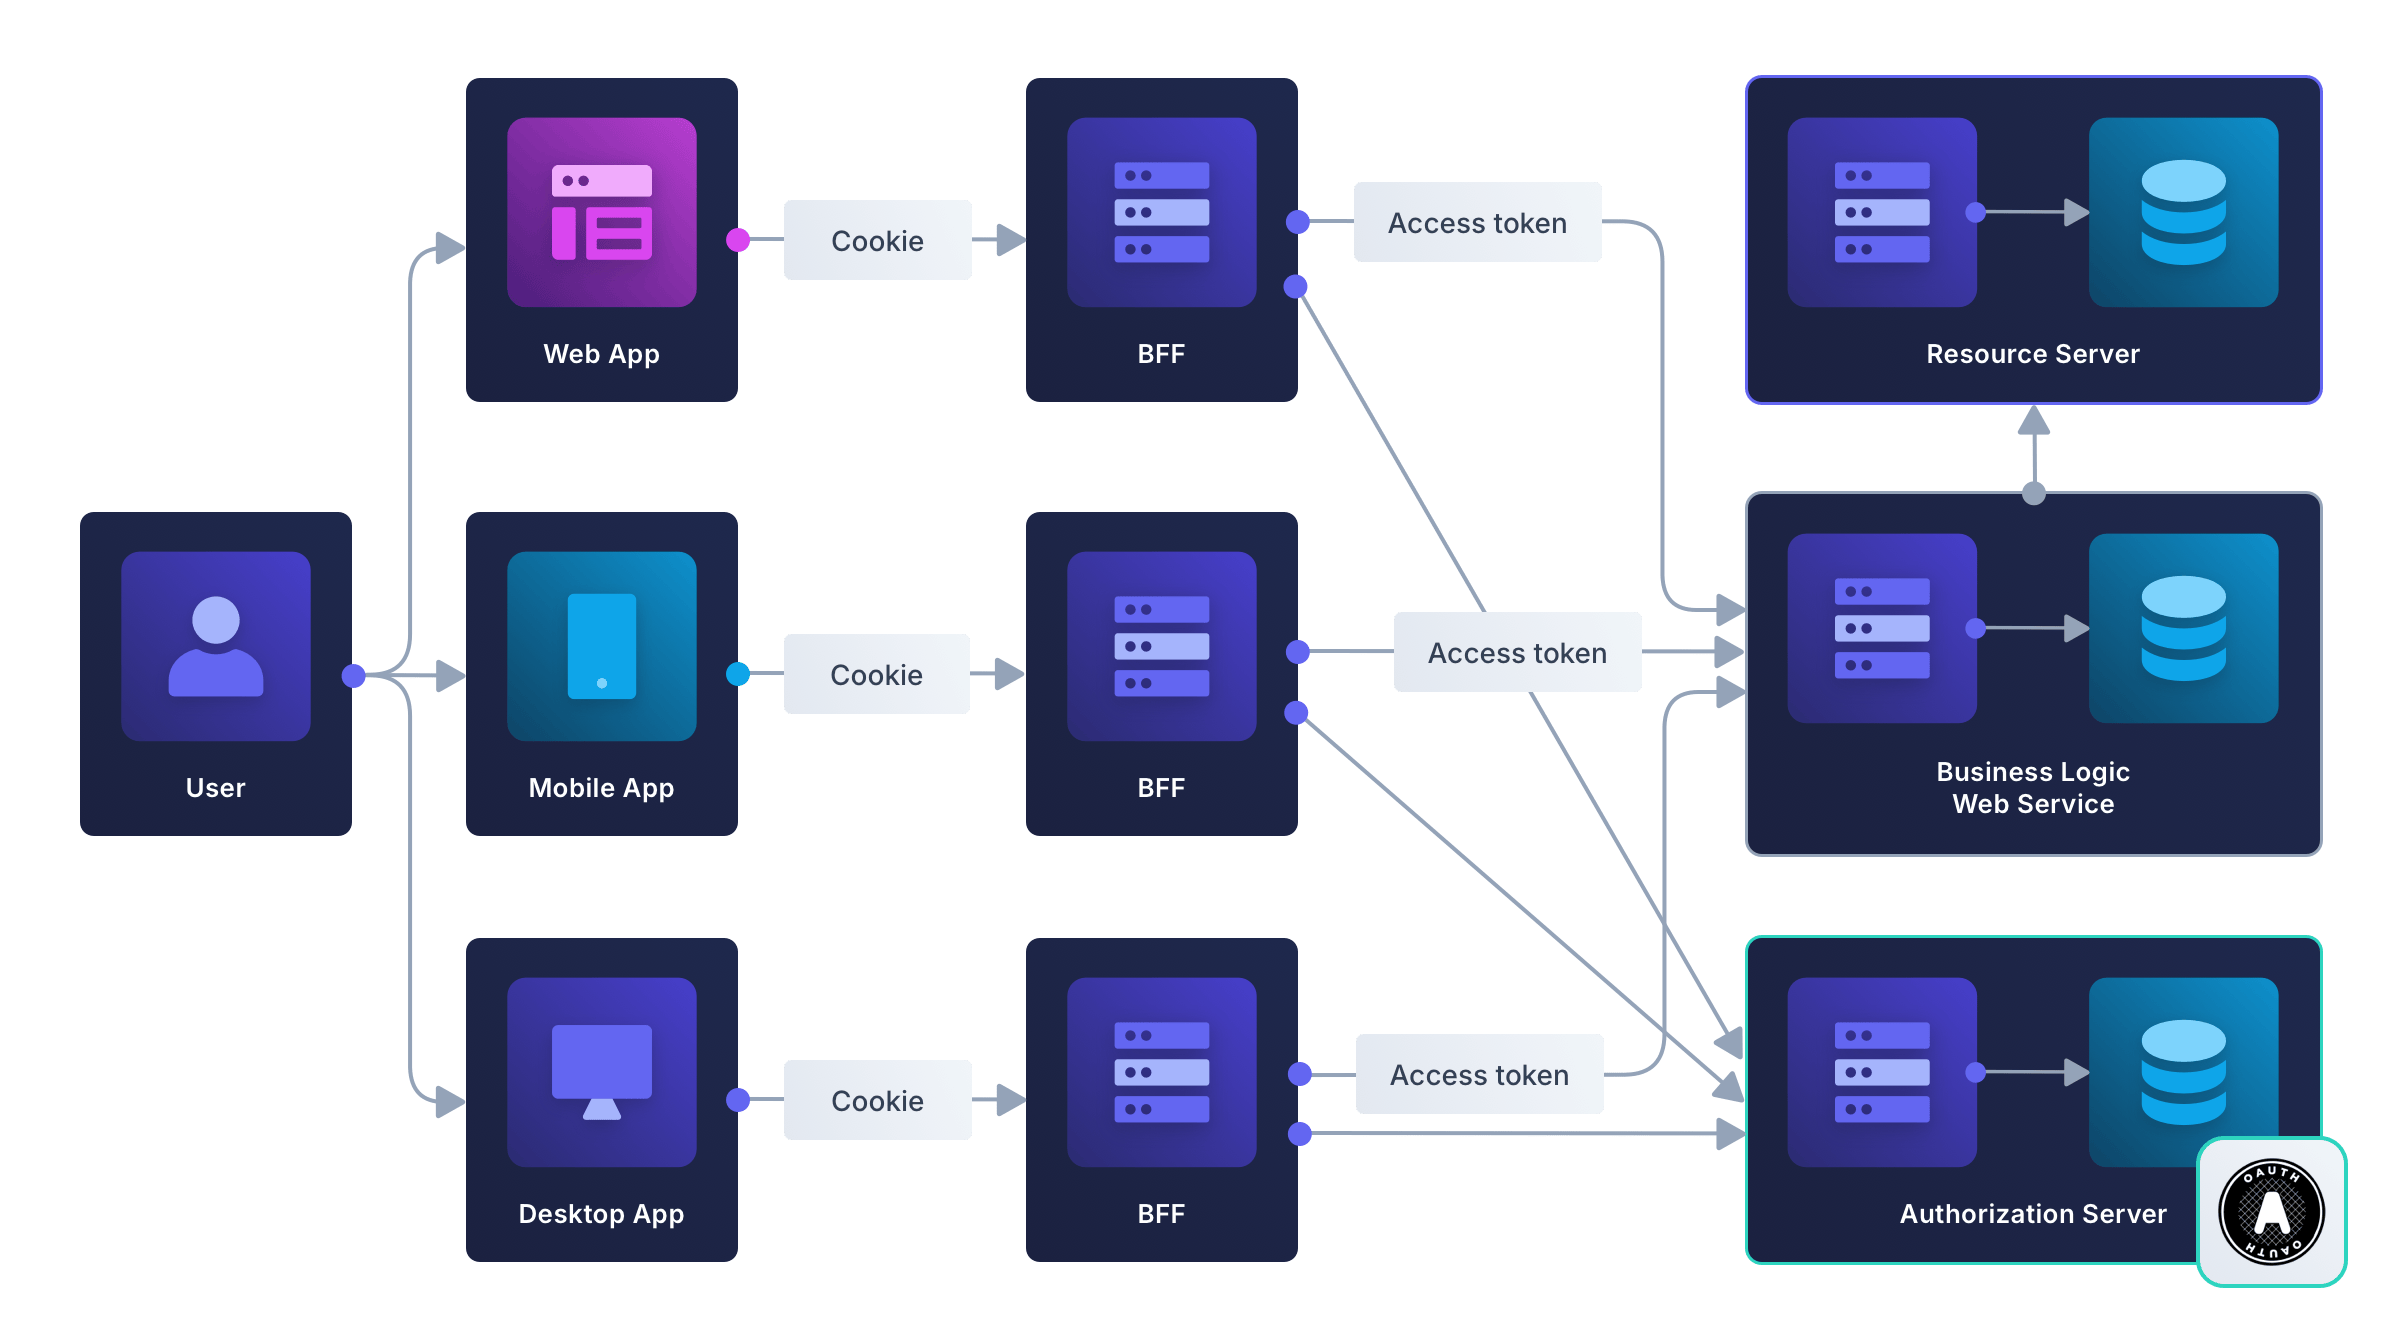 Web App
Cookie
BFF
Access token
Resource Server
User
Mobile App
Cookie
BFF
Access token
Business Logic
Web Service
Desktop App
Cookie
BFF
Access token
Authorization Server
OAUTH
A
OAUTH